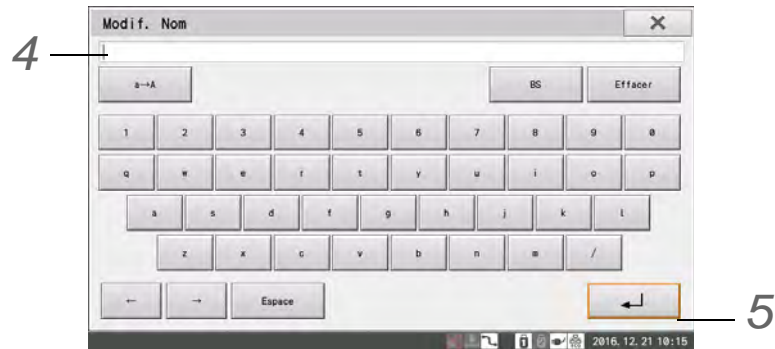 Modif. Nom ×
4
a→A BS Effacer
1 2 3 4 5 6 7 8 9 0
q w e r t y u i o p
a s d f g h j k l
z x c v b n m /
← → Espace ↵
5
2016. 12. 21 10:15